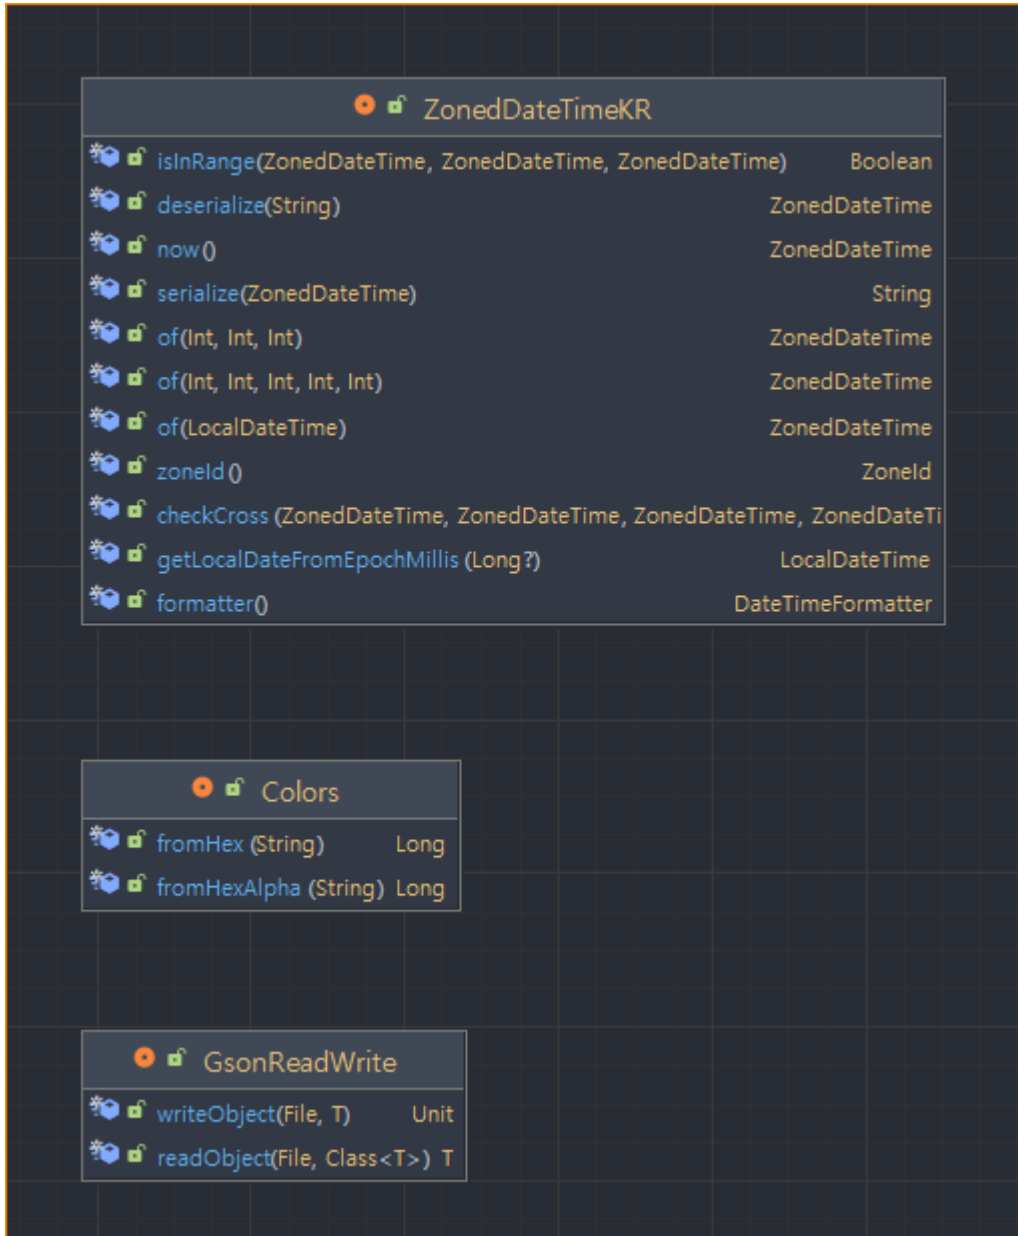 ZonedDateTimeKR
isInRange(ZonedDateTime, ZonedDateTime, ZonedDateTime) Boolean
deserialize(String) ZonedDateTime
now() ZonedDateTime
serialize(ZonedDateTime) String
of(Int, Int, Int) ZonedDateTime
of(Int, Int, Int, Int, Int) ZonedDateTime
of(LocalDateTime) ZonedDateTime
zoneId() ZoneId
checkCross(ZonedDateTime, ZonedDateTime, ZonedDateTime, ZonedDateTi
getLocalDateFromEpochMillis(Long?) LocalDateTime
formatter() DateTimeFormatter
Colors
fromHex(String) Long
fromHexAlpha(String) Long
GsonReadWrite
writeObject(File, T) Unit
readObject(File, Class<T>) T